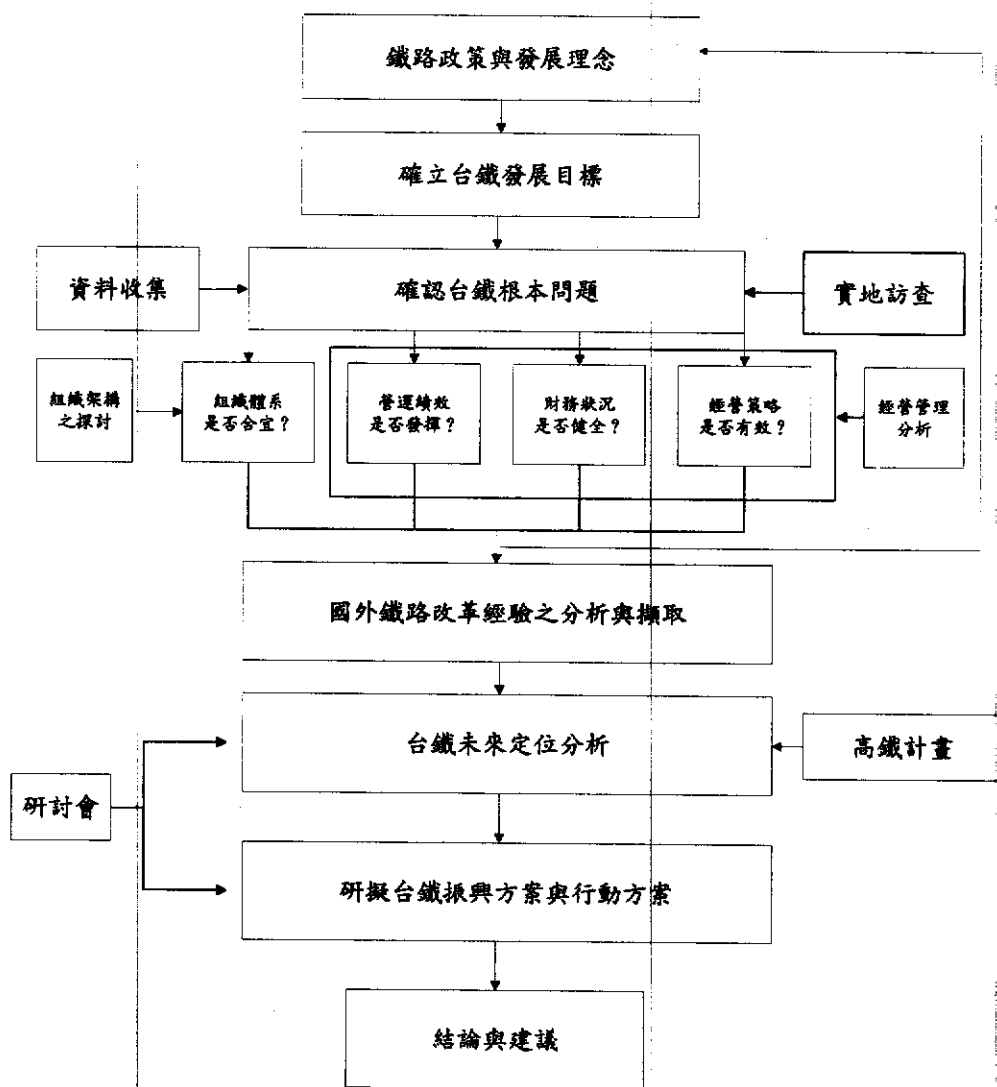 鐵路政策與發展理念
確立台鐵發展目標
資料收集
確認台鐵根本問題
實地訪查
組織架構
之探討
組織體系
是否合宜？
營運績效
是否發揮？
財務狀況
是否健全？
經營策略
是否有效？
經營管理
分析
國外鐵路改革經驗之分析與擷取
台鐵未來定位分析
高鐵計畫
研討會
研擬台鐵振興方案與行動方案
結論與建議